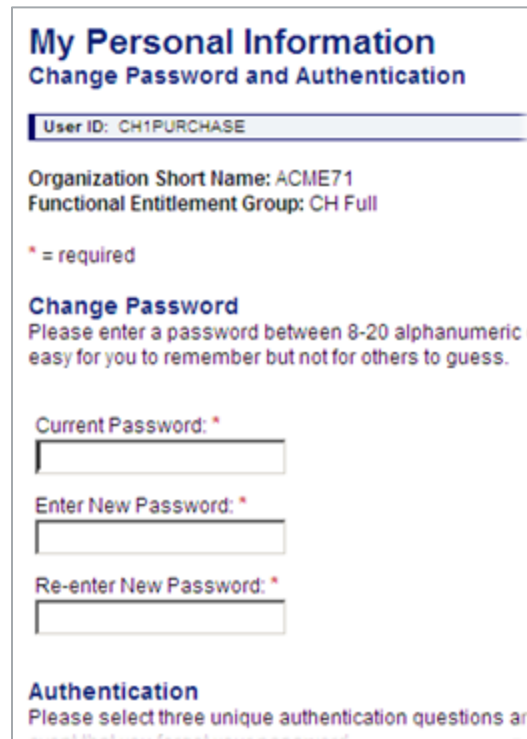 My Personal Information
Change Password and Authentication
User ID: CH1PURCHASE
Organization Short Name: ACME71
Functional Entitlement Group: CH Full
* = required
Change Password
Please enter a password between 8-20 alphanumeric
easy for you to remember but not for others to guess.
Current Password: *
Enter New Password: *
Re-enter New Password: *
Authentication
Please select three unique authentication questions